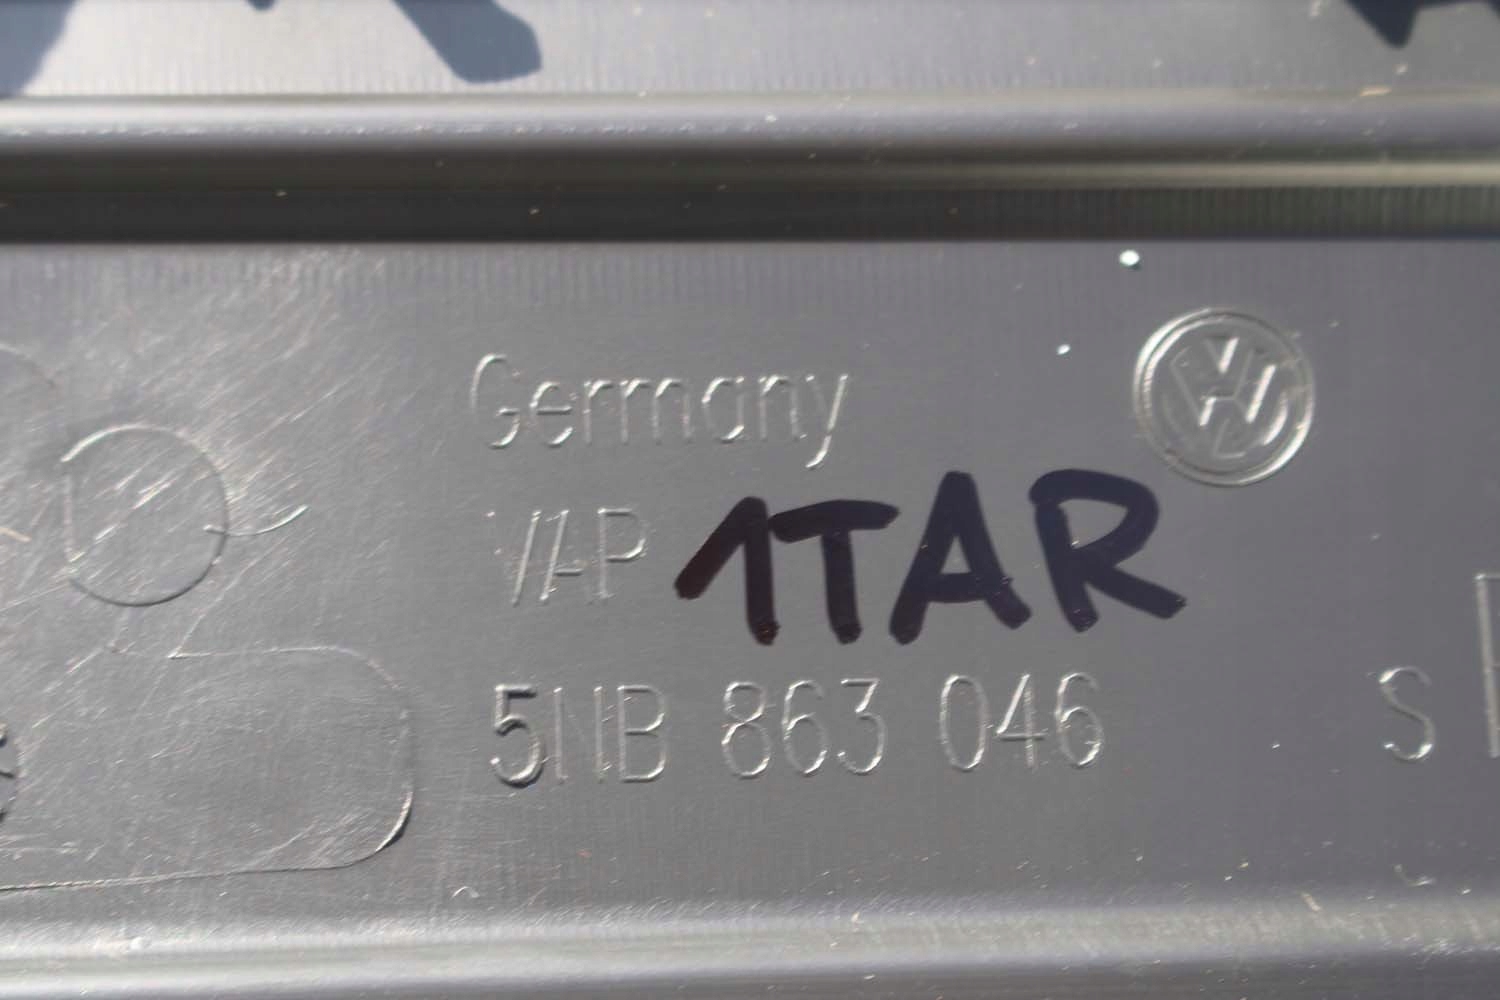 Germany
VAP 1TAR
5NB 863 046
S